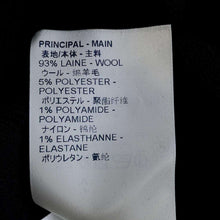 PRINCIPAL - MAIN
表地/本体 - 主料
93% LAINE - WOOL
ウール - 绵羊毛
5% POLYESTER -
POLYESTER
ポリエステル - 聚酯纤维
1% POLYAMIDE -
POLYAMIDE
ナイロン - 锦纶
1% ELASTHANNE -
ELASTANE
ポリウレタン - 氨纶